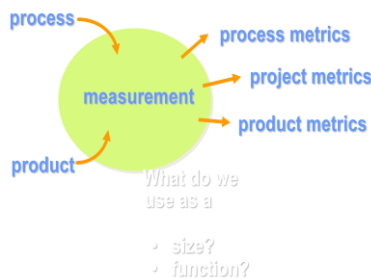 process
process metrics
project metrics
measurement
product metrics
product
What do we
use as a
• size?
• function?